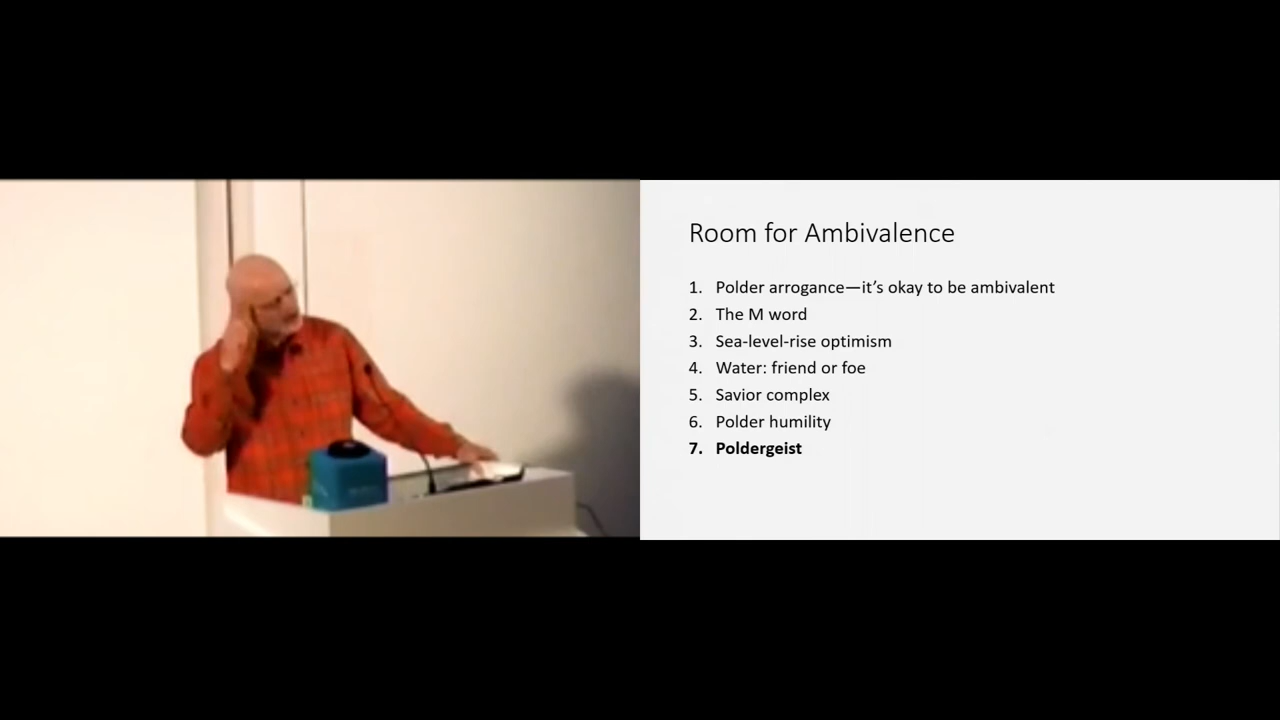 Room for Ambivalence
1. Polder arrogance—it's okay to be ambivalent
2. The M word
3. Sea-level-rise optimism
4. Water: friend or foe
5. Savior complex
6. Polder humility
7. Poldergeist